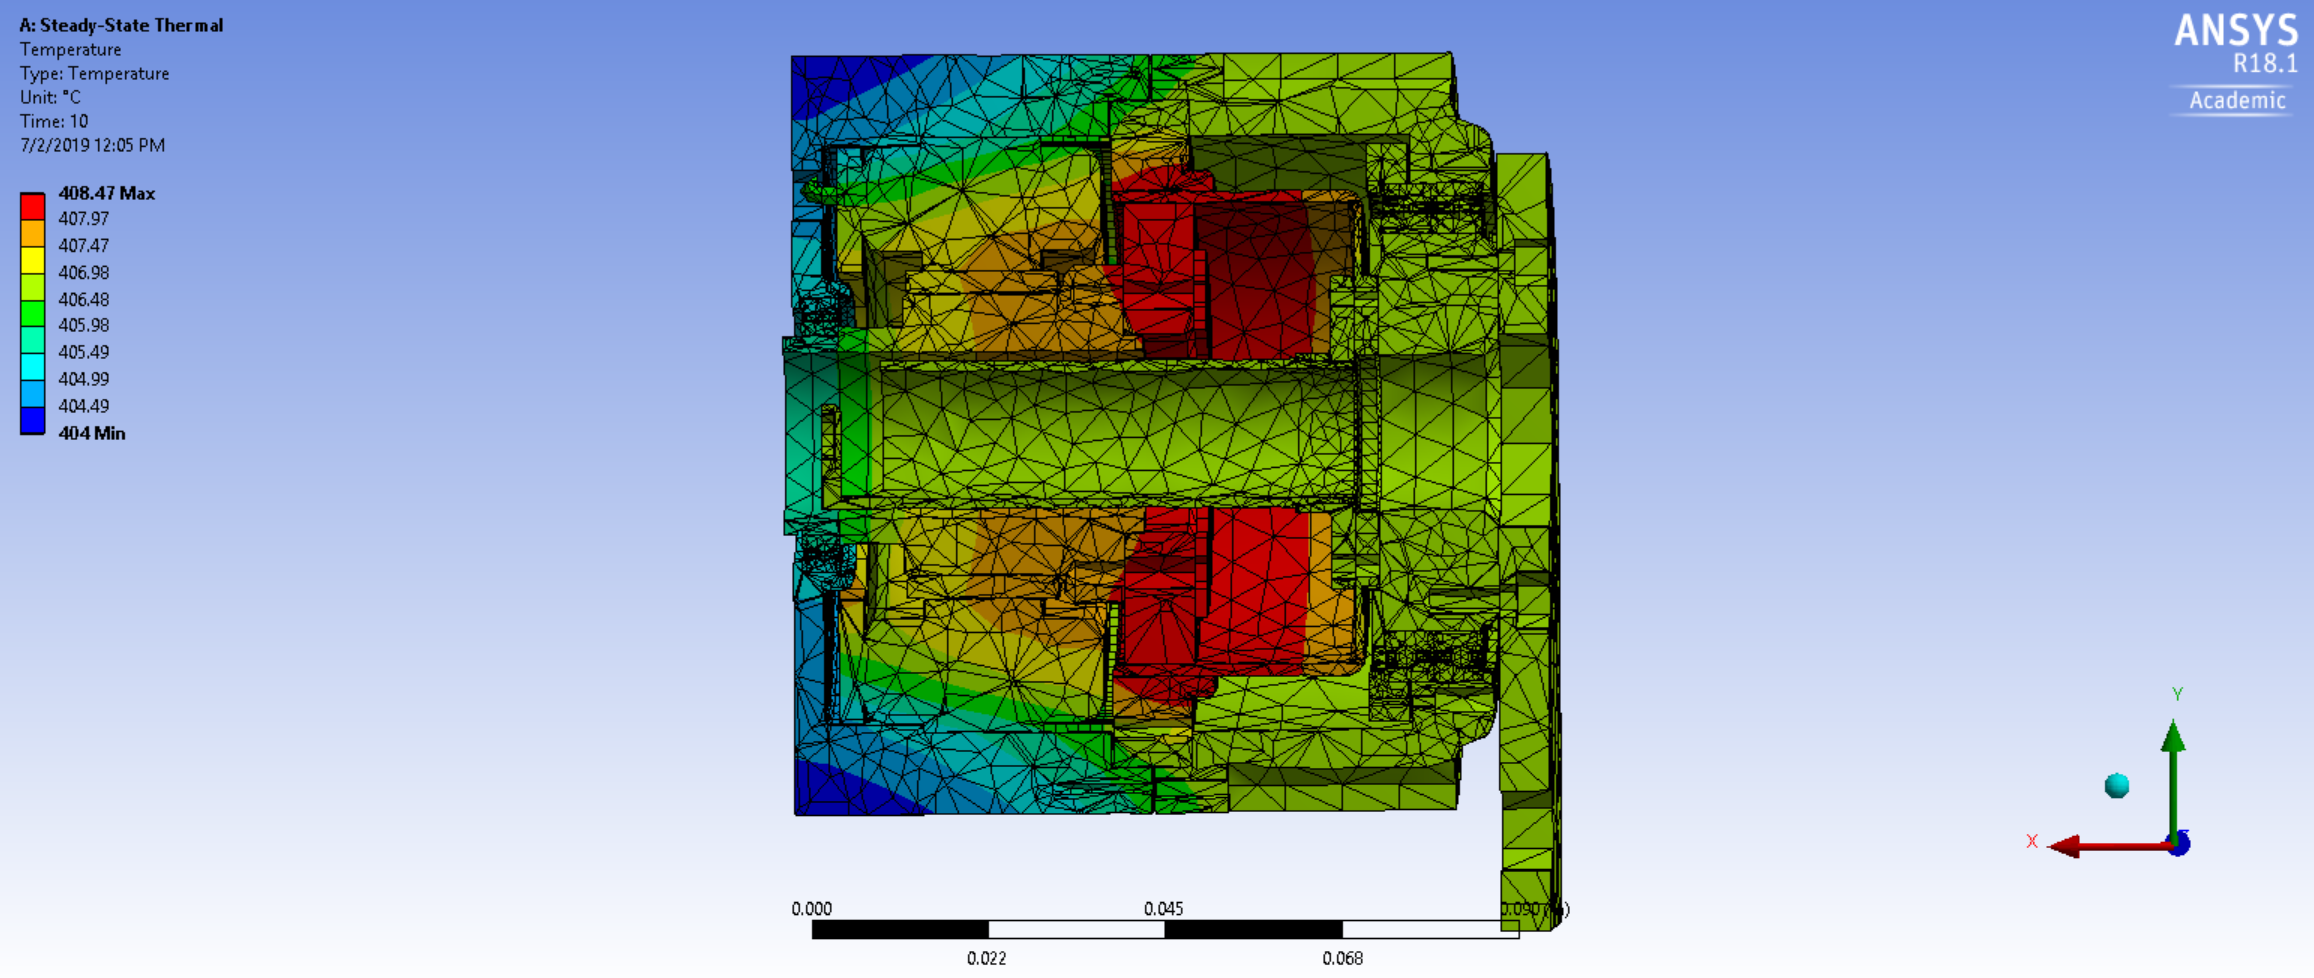 A: Steady-State Thermal
Temperature
Type: Temperature
Unit: °C
Time: 10
7/2/2019 12:05 PM
408.47 Max
407.97
407.47
406.98
406.48
405.98
405.49
404.99
404.49
404 Min
ANSYS
R18.1
Academic
Y
X
0.000
0.045
0.090
0.022
0.068